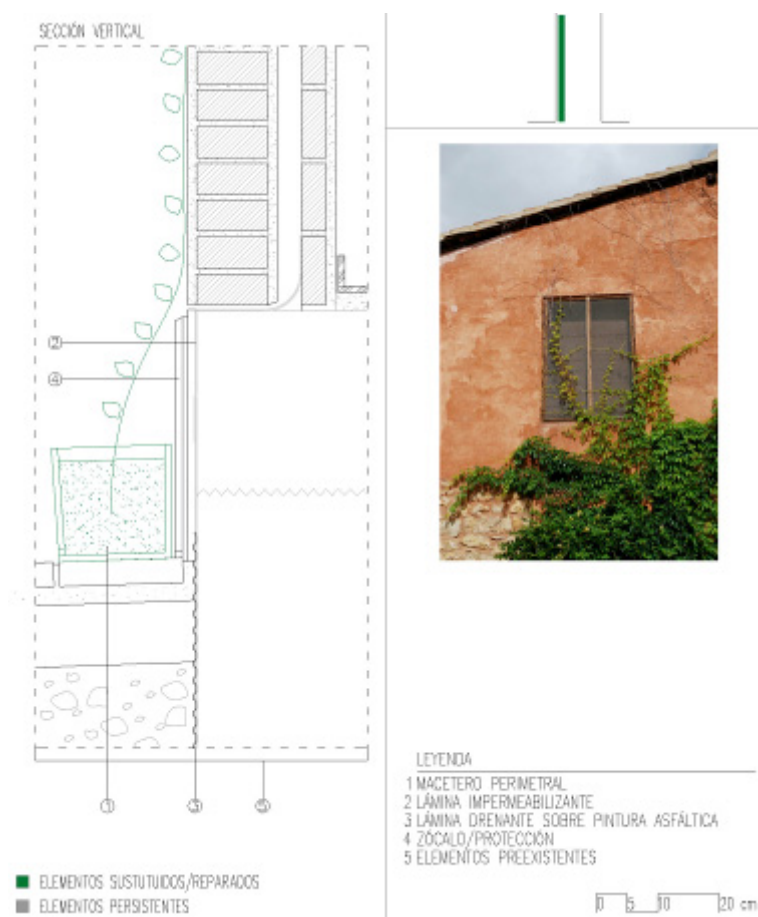 SECCIÓN VERTICAL
2
4
1
3
5
LEYENDA
1 MACETERO PERIMETRAL
2 LÁMINA IMPERMEABILIZANTE
3 LÁMINA DRENANTE SOBRE PINTURA ASFÁLTICA
4 ZÓCALO/PROTECCIÓN
5 ELEMENTOS PREEXISTENTES
ELEMENTOS SUSTUTUIDOS/REPARADOS
ELEMENTOS PERSISTENTES
0 5 10 20 cm